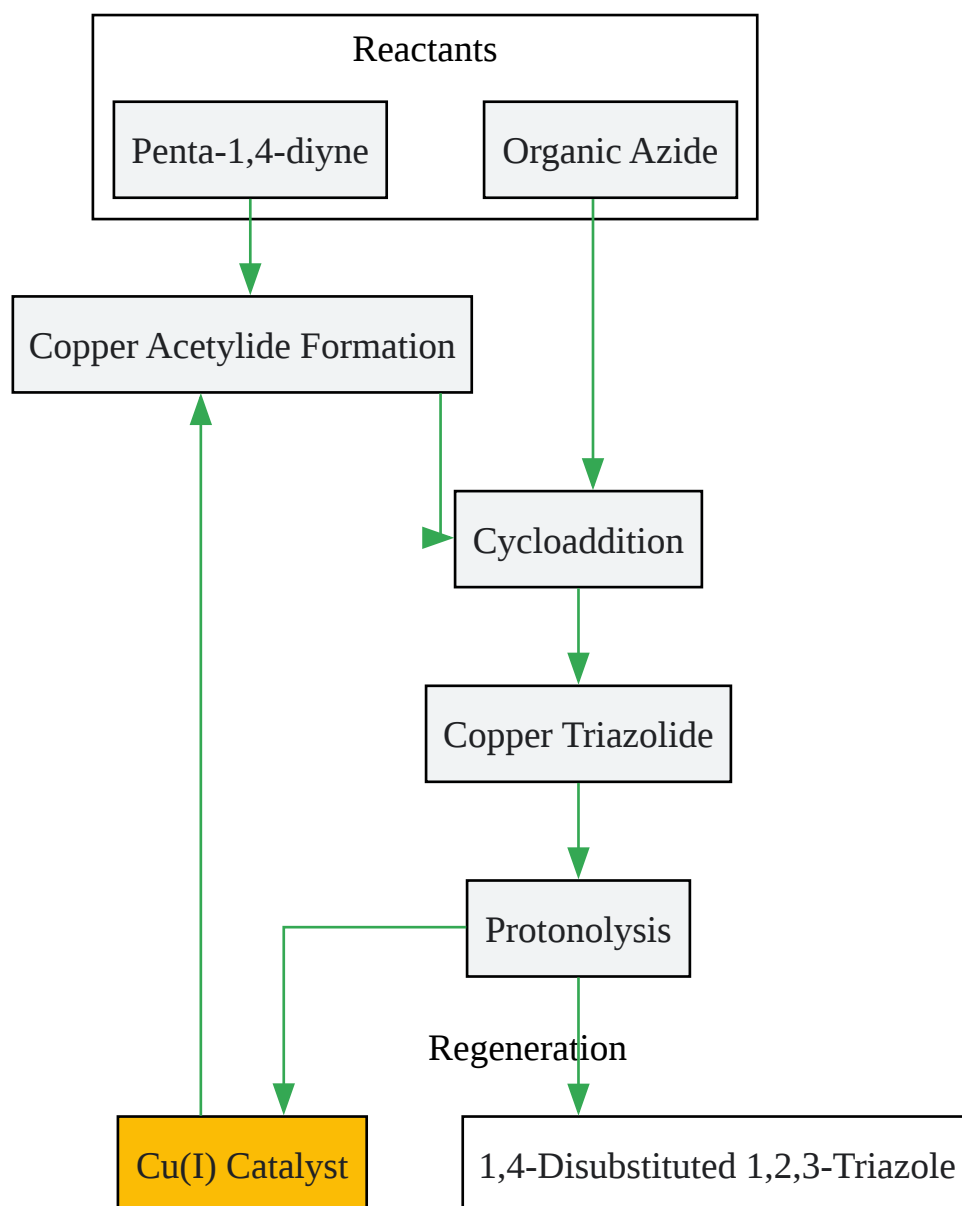 Reactants
Penta-1,4-diyne
Organic Azide
Copper Acetylide Formation
Cycloaddition
Copper Triazolide
Protonolysis
Regeneration
Cu(I) Catalyst
1,4-Disubstituted 1,2,3-Triazole